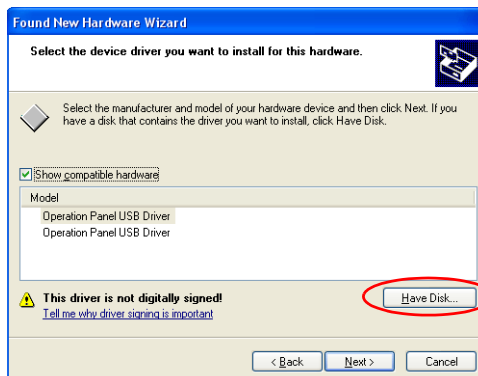 Found New Hardware Wizard
Select the device driver you want to install for this hardware.
Select the manufacturer and model of your hardware device and then click Next. If you
have a disk that contains the driver you want to install, click Have Disk.
Show compatible hardware
Model
Operation Panel USB Driver
Operation Panel USB Driver
This driver is not digitally signed!
Have Disk...
Tell me why driver signing is important
< Back
Next >
Cancel